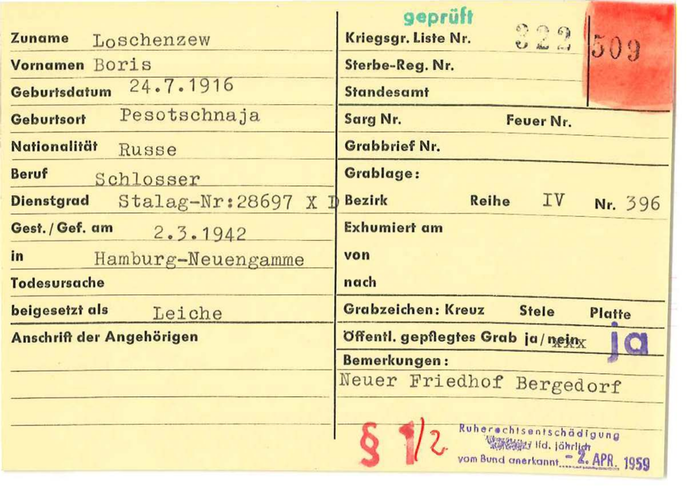 geprüft
Zuname Loschenzew
Vornamen Boris
Geburtsdatum 24.7.1916
Geburtsort Pesotschnaja
Nationalität Russe
Beruf Schlosser
Dienstgrad Stalag-Nr:28697 X D
Gest./Gef. am 2.3.1942
in Hamburg-Neuengamme
Todesursache
beigesetzt als Leiche
Anschrift der Angehörigen
Kriegsgr. Liste Nr. 322 509
Sterbe-Reg. Nr.
Standesamt
Sarg Nr. Feuer Nr.
Grabbrief Nr.
Grablage:
Bezirk Reihe IV Nr. 396
Exhumiert am
von
nach
Grabzeichen: Kreuz Stele Platte
Öffentl. gepflegtes Grab ja/nein xxx ja
Bemerkungen:
Neuer Friedhof Bergedorf
§ 1/2
Ruherechtsentschädigung
lfd. jährlich
vom Bund anerkannt - 2. APR. 1959